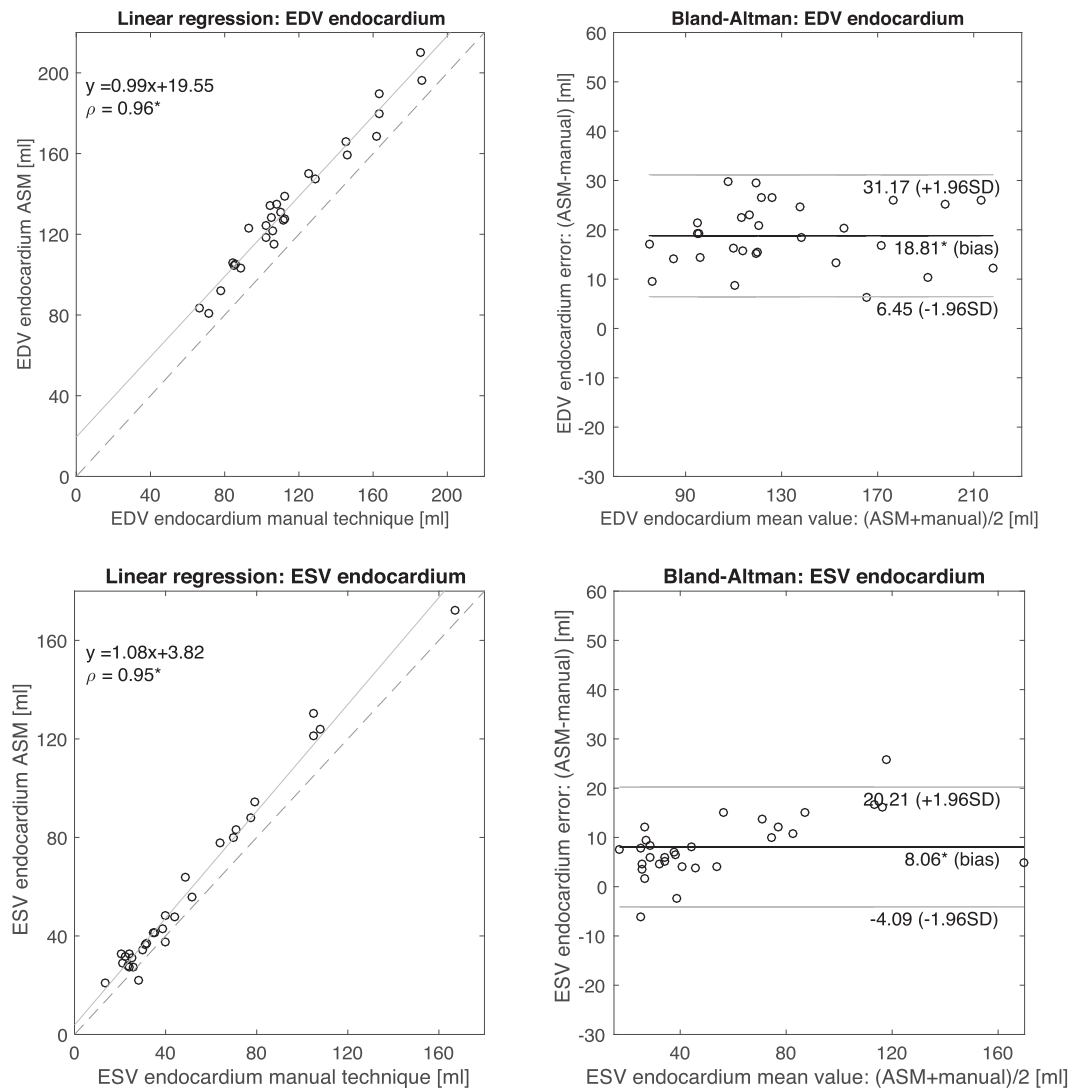 Linear regression: EDV endocardium
y =0.99x+19.55
ρ = 0.96*
200
160
120
80
40
0
0 40 80 120 160 200
EDV endocardium ASM [ml]
EDV endocardium manual technique [ml]
Bland-Altman: EDV endocardium
60
50
40
30
20
10
0
-10
-20
-30
31.17 (+1.96SD)
18.81* (bias)
6.45 (-1.96SD)
90 130 170 210
EDV endocardium error: (ASM-manual) [ml]
EDV endocardium mean value: (ASM+manual)/2 [ml]
Linear regression: ESV endocardium
y =1.08x+3.82
ρ = 0.95*
160
120
80
40
0
0 40 80 120 160
ESV endocardium ASM [ml]
ESV endocardium manual technique [ml]
Bland-Altman: ESV endocardium
60
50
40
30
20
10
0
-10
-20
-30
20.21 (+1.96SD)
8.06* (bias)
-4.09 (-1.96SD)
40 80 120 160
ESV endocardium error: (ASM-manual) [ml]
ESV endocardium mean value: (ASM+manual)/2 [ml]